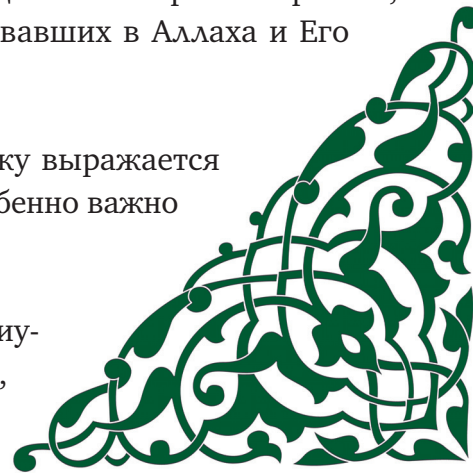 вавших в Аллаха и Его
ку выражается
бенно важно
иу-
,